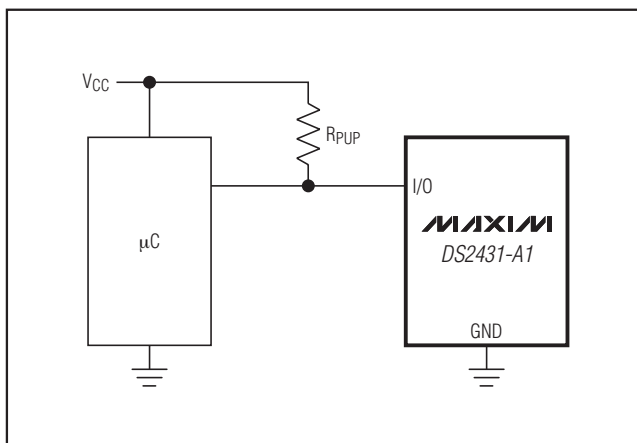 VCC
RPUP
I/O
MAXIM
μC
DS2431-A1
GND